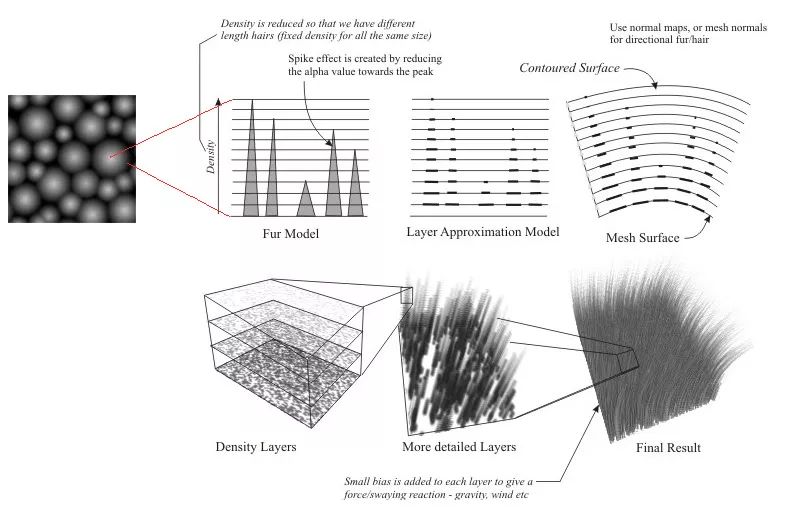 Density is reduced so that we have different
length hairs (fixed density for all the same size)
Use normal maps, or mesh normals
for directional fur/hair
Spike effect is created by reducing
the alpha value towards the peak
Contoured Surface
Density
Fur Model
Layer Approximation Model
Mesh Surface
Density Layers
More detailed Layers
Final Result
Small bias is added to each layer to give a
force/swaying reaction - gravity, wind etc